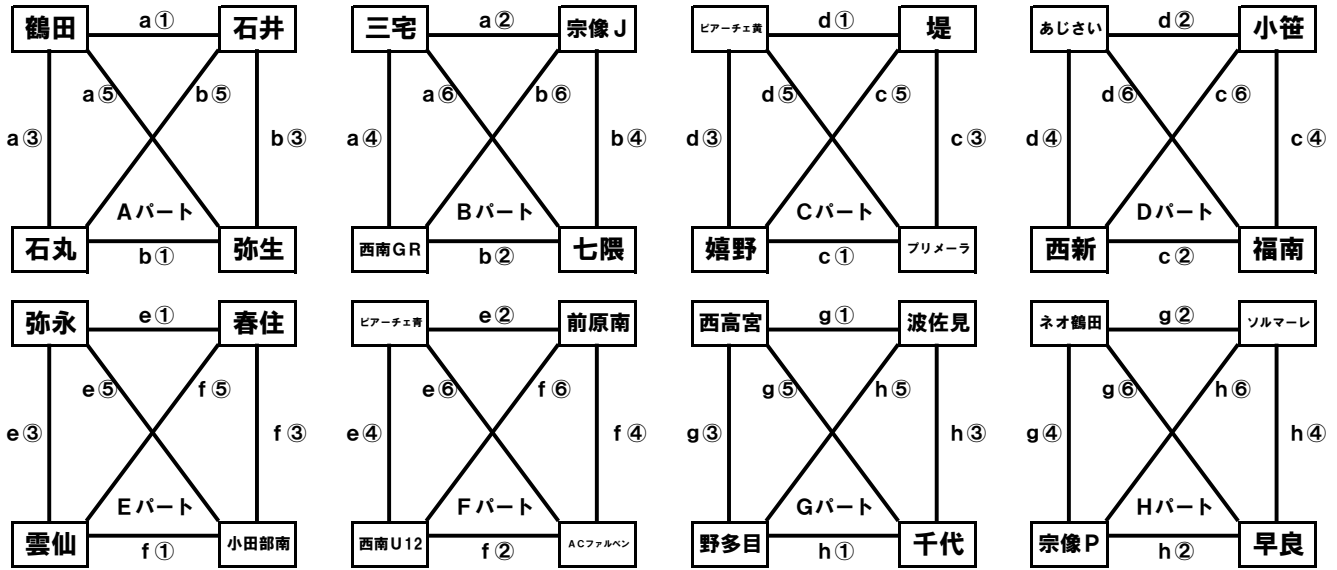 鶴田 a① 石井
a⑤ b⑤
a③ b③
Aパート
石丸 b① 弥生
三宅 a② 宗像J
a⑥ b⑥
a④ b④
Bパート
西南GR b② 七隈
ピアーチェ黄 d① 堤
d⑤ c⑤
d③ c③
Cパート
嬉野 c① プリメーラ
あじさい d② 小笹
d⑥ c⑥
d④ c④
Dパート
西新 c② 福南
弥永 e① 春住
e⑤ f⑤
e③ f③
Eパート
雲仙 f① 小田部南
ピアーチェ青 e② 前原南
e⑥ f⑥
e④ f④
Fパート
西南U12 f② ACファルベン
西高宮 g① 波佐見
g⑤ h⑤
g③ h③
Gパート
野多目 h① 千代
ネオ鶴田 g② ソルマーレ
g⑥ h⑥
g④ h④
Hパート
宗像P h② 早良